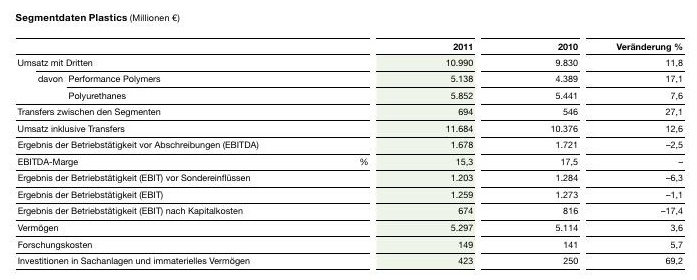 Segmentdaten Plastics (Millionen €)
2011 2010 Veränderung %
Umsatz mit Dritten 10.990 9.830 11,8
davon Performance Polymers 5.138 4.389 17,1
Polyurethanes 5.852 5.441 7,6
Transfers zwischen den Segmenten 694 546 27,1
Umsatz inklusive Transfers 11.684 10.376 12,6
Ergebnis der Betriebstätigkeit vor Abschreibungen (EBITDA) 1.678 1.721 –2,5
EBITDA-Marge % 15,3 17,5 –
Ergebnis der Betriebstätigkeit (EBIT) vor Sondereinflüssen 1.203 1.284 –6,3
Ergebnis der Betriebstätigkeit (EBIT) 1.259 1.273 –1,1
Ergebnis der Betriebstätigkeit (EBIT) nach Kapitalkosten 674 816 –17,4
Vermögen 5.297 5.114 3,6
Forschungskosten 149 141 5,7
Investitionen in Sachanlagen und immaterielles Vermögen 423 250 69,2